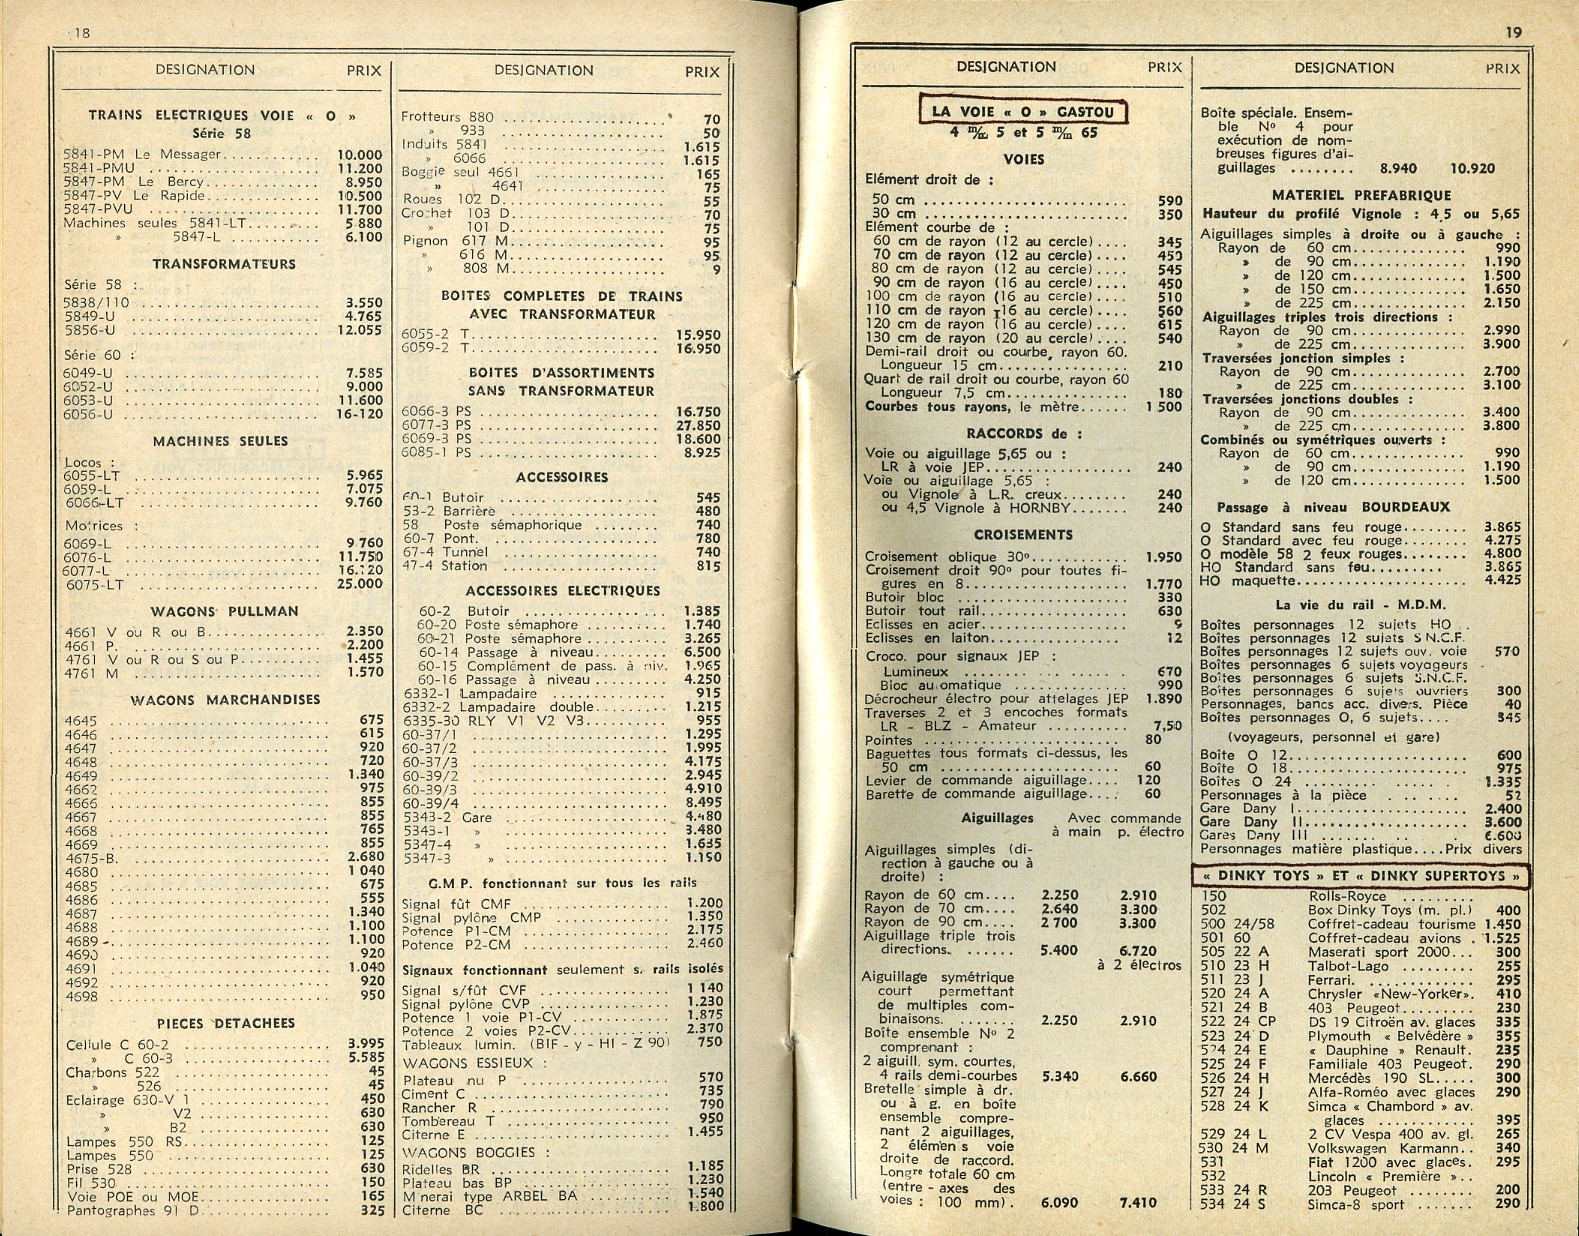 18
DESIGNATION PRIX
TRAINS ELECTRIQUES VOIE « O »
Série 58
5841-PM Le Messager............ 10.000
5841-PMU .................... 11.200
5847-PM Le Bercy.............. 8.950
5847-PV Le Rapide............. 10.500
5847-PVU .................... 11.700
Machines seules 5841-LT........ 5 880
» 5847-L ........... 6.100
TRANSFORMATEURS
Série 58 :
5838/110 .................... 3.550
5849-U ...................... 4.765
5856-U ...................... 12.055
Série 60 :
6049-U ...................... 7.585
6052-U ...................... 9.000
6053-U ...................... 11.600
6056-U ...................... 16-120
MACHINES SEULES
Locos :
6055-LT ..................... 5.965
6059-L ...................... 7.075
6066-LT ..................... 9.760
Motrices :
6069-L ...................... 9 760
6076-L ...................... 11.750
6077-L ...................... 16.120
6075-LT ..................... 25.000
WAGONS PULLMAN
4661 V ou R ou B............... 2.350
4661 P. ..................... 2.200
4761 V ou R ou S ou P.......... 1.455
4761 M ...................... 1.570
WAGONS MARCHANDISES
4645 ........................ 675
4646 ........................ 615
4647 ........................ 920
4648 ........................ 720
4649 ........................ 1.340
4662 ........................ 975
4666 ........................ 855
4667 ........................ 855
4668 ........................ 765
4669 ........................ 855
4675-B. ..................... 2.680
4680 ........................ 1 040
4685 ........................ 675
4686 ........................ 555
4687 ........................ 1.340
4688 ........................ 1.100
4689 ........................ 1.100
4690 ........................ 920
4691 ........................ 1.040
4692 ........................ 920
4698 ........................ 950
PIECES DETACHEES
Cellule C 60-2 ............... 3.995
» C 60-3 ............... 5.585
Charbons 522 ................. 45
» 526 ................. 45
Eclairage 630-V 1 ............ 450
» V2 ............ 630
» B2 ............ 630
Lampes 550 RS................. 125
Lampes 550 ................... 125
Prise 528 .................... 630
Fil 530 ...................... 150
Voie POE ou MOE............... 165
Pantographes 91 D............. 325
DESIGNATION PRIX
Frotteurs 880 ................ 70
» 933 ................ 50
Induits 5841 ................. 1.615
» 6066 ................. 1.615
Boggie seul 4661 ............. 165
» 4641 ............. 75
Roues 102 D................... 55
Crochet 103 D................. 70
» 101 D................. 75
Pignon 617 M.................. 95
» 616 M.................. 95
» 808 M.................. 9
BOITES COMPLETES DE TRAINS
AVEC TRANSFORMATEUR
6055-2 T...................... 15.950
6059-2 T...................... 16.950
BOITES D'ASSORTIMENTS
SANS TRANSFORMATEUR
6066-3 PS .................... 16.750
6077-3 PS .................... 27.850
6069-3 PS .................... 18.600
6085-1 PS .................... 8.925
ACCESSOIRES
Butoir ................. 545
53-2 Barrière ................ 480
58 Poste sémaphorique ........ 740
60-7 Pont. ................... 780
67-4 Tunnel .................. 740
47-4 Station ................. 815
ACCESSOIRES ELECTRIQUES
60-2 Butoir .................. 1.385
60-20 Poste sémaphore ......... 1.740
60-21 Poste sémaphore ......... 3.265
60-14 Passage à niveau......... 6.500
60-15 Complément de pass. à niv. 1.965
60-16 Passage à niveau ........ 4.250
6332-1 Lampadaire ............ 915
6332-2 Lampadaire double....... 1.215
6335-30 RLY V1 V2 V3.......... 955
60-37/1 ...................... 1.295
60-37/2 ...................... 1.995
60-37/3 ...................... 4.175
60-39/2 ...................... 2.945
60-39/3 ...................... 4.910
60-39/4 ...................... 8.495
5343-2 Gare .................. 4.480
5343-1 » .................. 3.480
5347-4 » .................. 1.635
5347-3 » .................. 1.150
G.M P. fonctionnant sur tous les rails
Signal fût CMF ............... 1.200
Signal pylône CMP ............ 1.350
Potence P1-CM ................ 2.175
Potence P2-CM ................ 2.460
Signaux fonctionnant seulement s. rails isolés
Signal s/fût CVF ............. 1 140
Signal pylône CVP ............ 1.230
Potence 1 voie P1-CV ......... 1.875
Potence 2 voies P2-CV......... 2.370
Tableaux lumin. (BIF - y - HI - Z 90) 750
WAGONS ESSIEUX :
Plateau nu P ................. 570
Ciment C ..................... 735
Rancher R .................... 790
Tombereau T .................. 950
Citerne E .................... 1.455
WAGONS BOGGIES :
Ridelles BR .................. 1.185
Plateau bas BP ............... 1.230
Minerai type ARBEL BA ........ 1.540
Citerne BC ................... 1.800
19
DESIGNATION PRIX
LA VOIE « O » GASTOU
4 m/m 5 et 5 m/m 65
VOIES
Elément droit de :
50 cm ........................ 590
30 cm ........................ 350
Elément courbe de :
60 cm de rayon (12 au cercle).... 345
70 cm de rayon (12 au cercle).... 450
80 cm de rayon (12 au cercle).... 545
90 cm de rayon (16 au cercle).... 450
100 cm de rayon (16 au cercle).... 510
110 cm de rayon (16 au cercle).... 560
120 cm de rayon (16 au cercle).... 615
130 cm de rayon (20 au cercle).... 540
Demi-rail droit ou courbe, rayon 60.
Longueur 15 cm................ 210
Quart de rail droit ou courbe, rayon 60
Longueur 7,5 cm............... 180
Courbes tous rayons, le mètre...... 1 500
RACCORDS de :
Voie ou aiguillage 5,65 ou :
LR à voie JEP.................. 240
Voie ou aiguillage 5,65 :
ou Vignole à L.R. creux........ 240
ou 4,5 Vignole à HORNBY....... 240
CROISEMENTS
Croisement oblique 30°............ 1.950
Croisement droit 90° pour toutes fi-
gures en 8.................... 1.770
Butoir bloc .................. 330
Butoir tout rail.............. 630
Eclisses en acier............. 9
Eclisses en laiton............ 12
Croco. pour signaux JEP :
Lumineux ..................... 670
Bloc automatique ............. 990
Décrocheur électro pour attelages JEP 1.890
Traverses 2 et 3 encoches formats
LR - BLZ - Amateur .......... 7,50
Pointes ...................... 80
Baguettes tous formats ci-dessus, les
50 cm ........................ 60
Levier de commande aiguillage.... 120
Barette de commande aiguillage.... 60
Aiguillages Avec commande
à main p. électro
Aiguillages simples (di-
rection à gauche ou à
droite) :
Rayon de 60 cm.... 2.250 2.910
Rayon de 70 cm.... 2.640 3.300
Rayon de 90 cm.... 2 700 3.300
Aiguillage triple trois
directions. ...... 5.400 6.720
à 2 électros
Aiguillage symétrique
court permettant
de multiples com-
binaisons. ....... 2.250 2.910
Boîte ensemble N° 2
comprenant :
2 aiguill. sym. courtes,
4 rails demi-courbes 5.340 6.660
Bretelle simple à dr.
ou à g. en boîte
ensemble compre-
nant 2 aiguillages,
2 élémen s voie
droite de raccord.
Longre totale 60 cm
(entre - axes des
voies : 100 mm) . 6.090 7.410
DESIGNATION PRIX
Boîte spéciale. Ensem-
ble N° 4 pour
exécution de nom-
breuses figures d'ai-
guillages ........ 8.940 10.920
MATERIEL PREFABRIQUE
Hauteur du profilé Vignole : 4,5 ou 5,65
Aiguillages simples à droite ou à gauche :
Rayon de 60 cm............... 990
» de 90 cm............... 1.190
» de 120 cm.............. 1.500
» de 150 cm.............. 1.650
» de 225 cm.............. 2.150
Aiguillages triples trois directions :
Rayon de 90 cm............... 2.990
» de 225 cm.............. 3.900
Traversées jonction simples :
Rayon de 90 cm............... 2.700
» de 225 cm.............. 3.100
Traversées jonctions doubles :
Rayon de 90 cm............... 3.400
» de 225 cm.............. 3.800
Combinés ou symétriques ouverts :
Rayon de 60 cm............... 990
» de 90 cm............... 1.190
» de 120 cm.............. 1.500
Passage à niveau BOURDEAUX
O Standard sans feu rouge........ 3.865
O Standard avec feu rouge........ 4.275
O modèle 58 2 feux rouges........ 4.800
HO Standard sans feu......... 3.865
HO maquette.................. 4.425
La vie du rail - M.D.M.
Boîtes personnages 12 sujets HO . .
Boîtes personnages 12 sujets S N.C.F.
Boîtes personnages 12 sujets ouv. voie 570
Boîtes personnages 6 sujets voyageurs
Boîtes personnages 6 sujets S.N.C.F.
Boîtes personnages 6 sujets ouvriers 300
Personnages, bancs acc. divers. Pièce 40
Boîtes personnages O, 6 sujets.... 345
(voyageurs, personnel et gare)
Boite O 12................... 600
Boîte O 18................... 975
Boîtes O 24 ................. 1.335
Personnages à la pièce . .. .... 52
Gare Dany I.................. 2.400
Gare Dany II................. 3.600
Gares Dany III .............. 6.600
Personnages matière plastique....Prix divers
« DINKY TOYS » ET « DINKY SUPERTOYS »
150 Rolls-Royce .........
502 Box Dinky Toys (m. pl.) 400
500 24/58 Coffret-cadeau tourisme 1.450
501 60 Coffret-cadeau avions . 1.525
505 22 A Maserati sport 2000... 300
510 23 H Talbot-Lago ......... 255
511 23 J Ferrari. ............ 295
520 24 A Chrysler «New-Yorker». 410
521 24 B 403 Peugeot......... 230
522 24 CP DS 19 Citroën av. glaces 335
523 24 D Plymouth « Belvédère » 355
524 24 E « Dauphine » Renault. 235
525 24 F Familiale 403 Peugeot. 290
526 24 H Mercédès 190 SL..... 300
527 24 J Alfa-Roméo avec glaces 290
528 24 K Simca « Chambord » av.
glaces ............ 395
529 24 L 2 CV Vespa 400 av. gl. 265
530 24 M Volkswagen Karmann.. 340
531 Fiat 1200 avec glaces. 295
532 Lincoln « Première »..
533 24 R 203 Peugeot ........ 200
534 24 S Simca-8 sport ....... 290